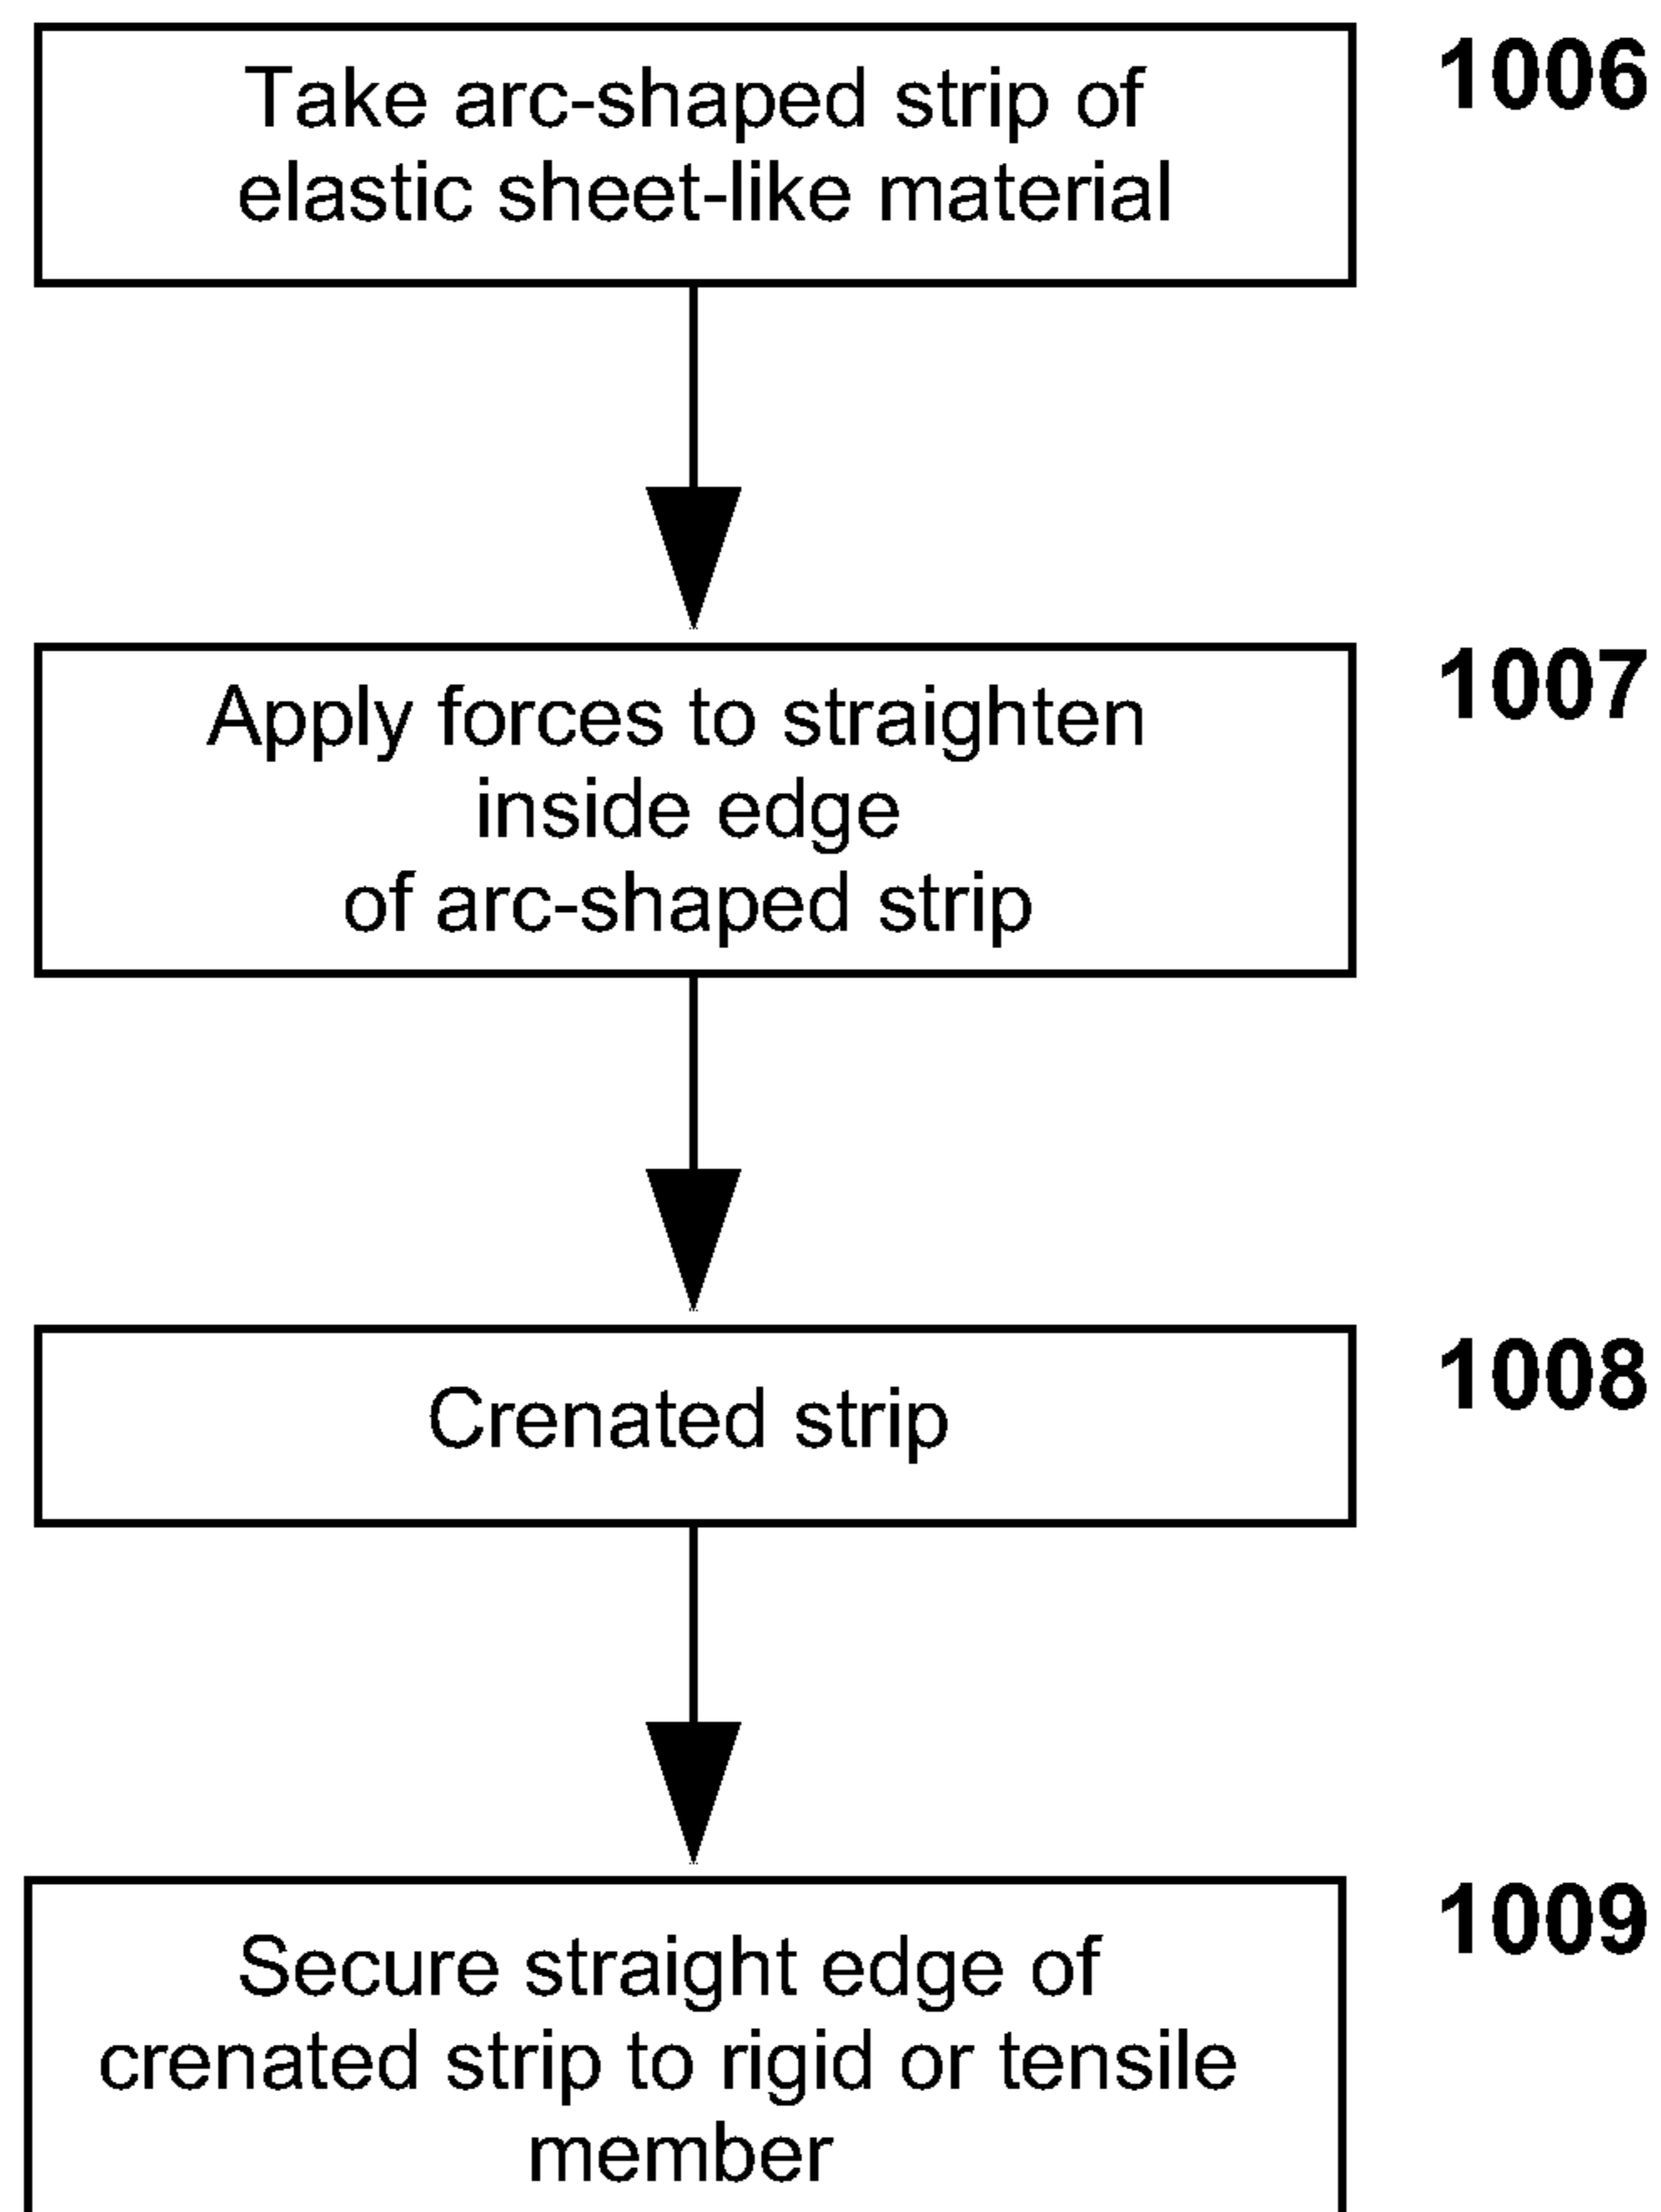 Take arc-shaped strip of
elastic sheet-like material
1006
Apply forces to straighten
inside edge
of arc-shaped strip
1007
Crenated strip
1008
Secure straight edge of
crenated strip to rigid or tensile
member
1009